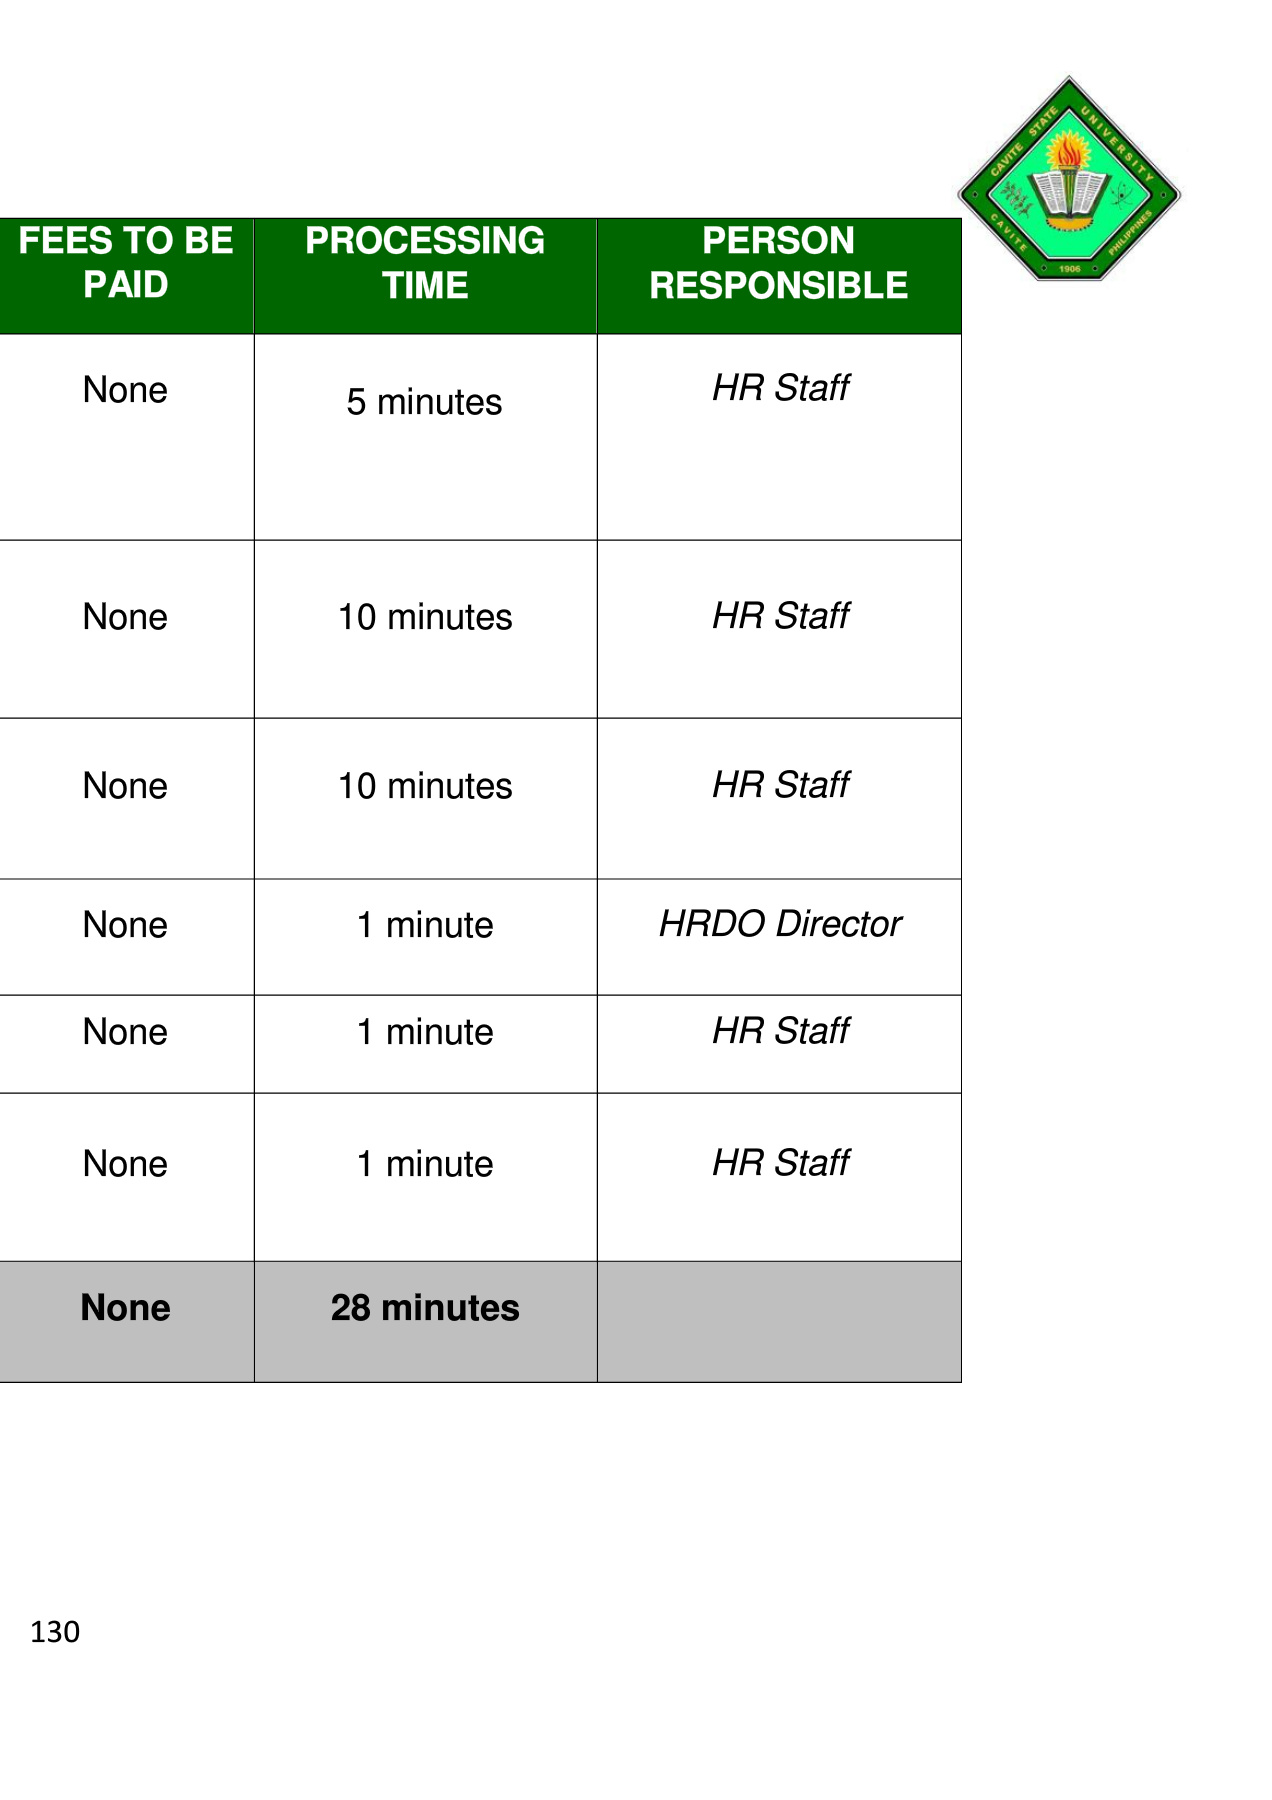 CAVITE STATE UNIVERSITY
CAVITE
PHILIPPINES
1906
FEES TO BE PAID PROCESSING TIME PERSON RESPONSIBLE
None 5 minutes HR Staff
None 10 minutes HR Staff
None 10 minutes HR Staff
None 1 minute HRDO Director
None 1 minute HR Staff
None 1 minute HR Staff
None 28 minutes
130